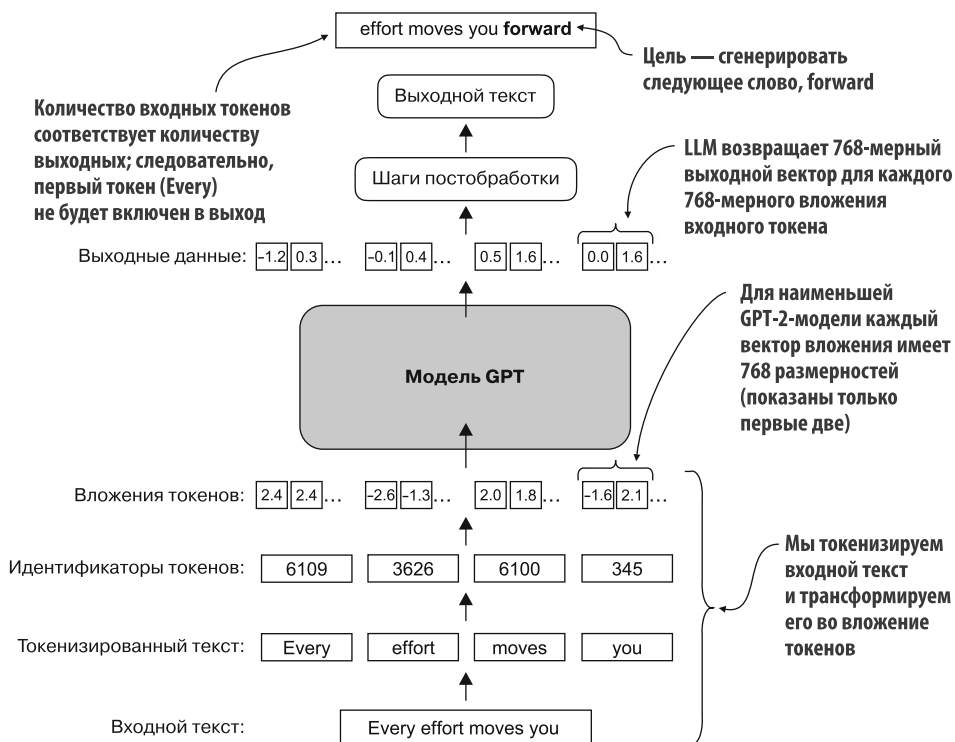 effort moves you forward
Цель — сгенерировать
следующее слово, forward
Количество входных токенов
соответствует количеству
выходных; следовательно,
первый токен (Every)
не будет включен в выход
Выходной текст
Шаги постобработки
LLM возвращает 768-мерный
выходной вектор для каждого
768-мерного вложения
входного токена
Выходные данные: –1.2 0.3 ... –0.1 0.4 ... 0.5 1.6 ... 0.0 1.6 ...
Для наименьшей
GPT-2-модели каждый
вектор вложения имеет
768 размерностей
(показаны только
первые две)
Модель GPT
Вложения токенов: 2.4 2.4 ... –2.6 –1.3 ... 2.0 1.8 ... –1.6 2.1 ...
Идентификаторы токенов: 6109 3626 6100 345
Мы токенизируем
входной текст
и трансформируем
его во вложение
токенов
Токенизированный текст: Every effort moves you
Входной текст: Every effort moves you